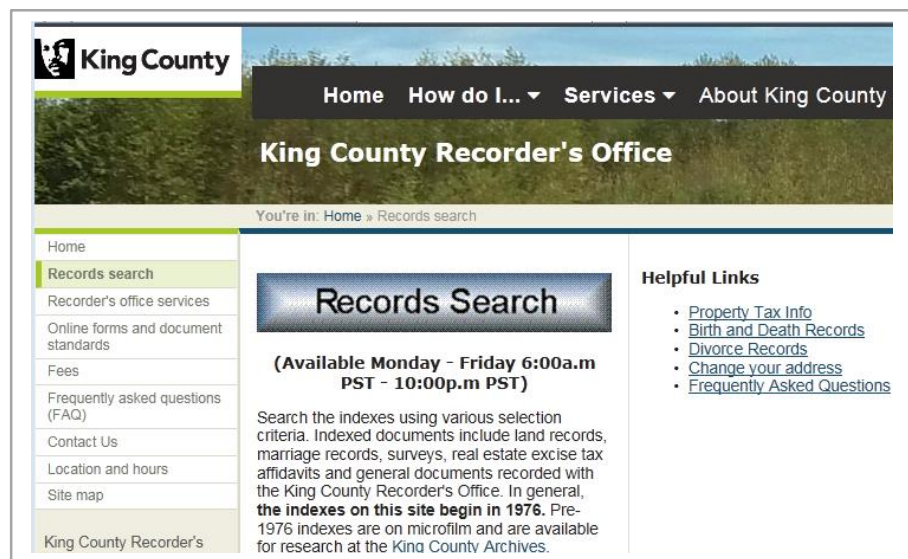 King County
Home How do I... Services About King County
King County Recorder's Office
You're in: Home » Records search
Home
Records search
Recorder's office services
Online forms and document
standards
Fees
Frequently asked questions
(FAQ)
Contact Us
Location and hours
Site map
King County Recorder's
Records Search
(Available Monday - Friday 6:00a.m
PST - 10:00p.m PST)
Search the indexes using various selection
criteria. Indexed documents include land records,
marriage records, surveys, real estate excise tax
affidavits and general documents recorded with
the King County Recorder's Office. In general,
the indexes on this site begin in 1976. Pre-
1976 indexes are on microfilm and are available
for research at the King County Archives.
Helpful Links
• Property Tax Info
• Birth and Death Records
• Divorce Records
• Change your address
• Frequently Asked Questions